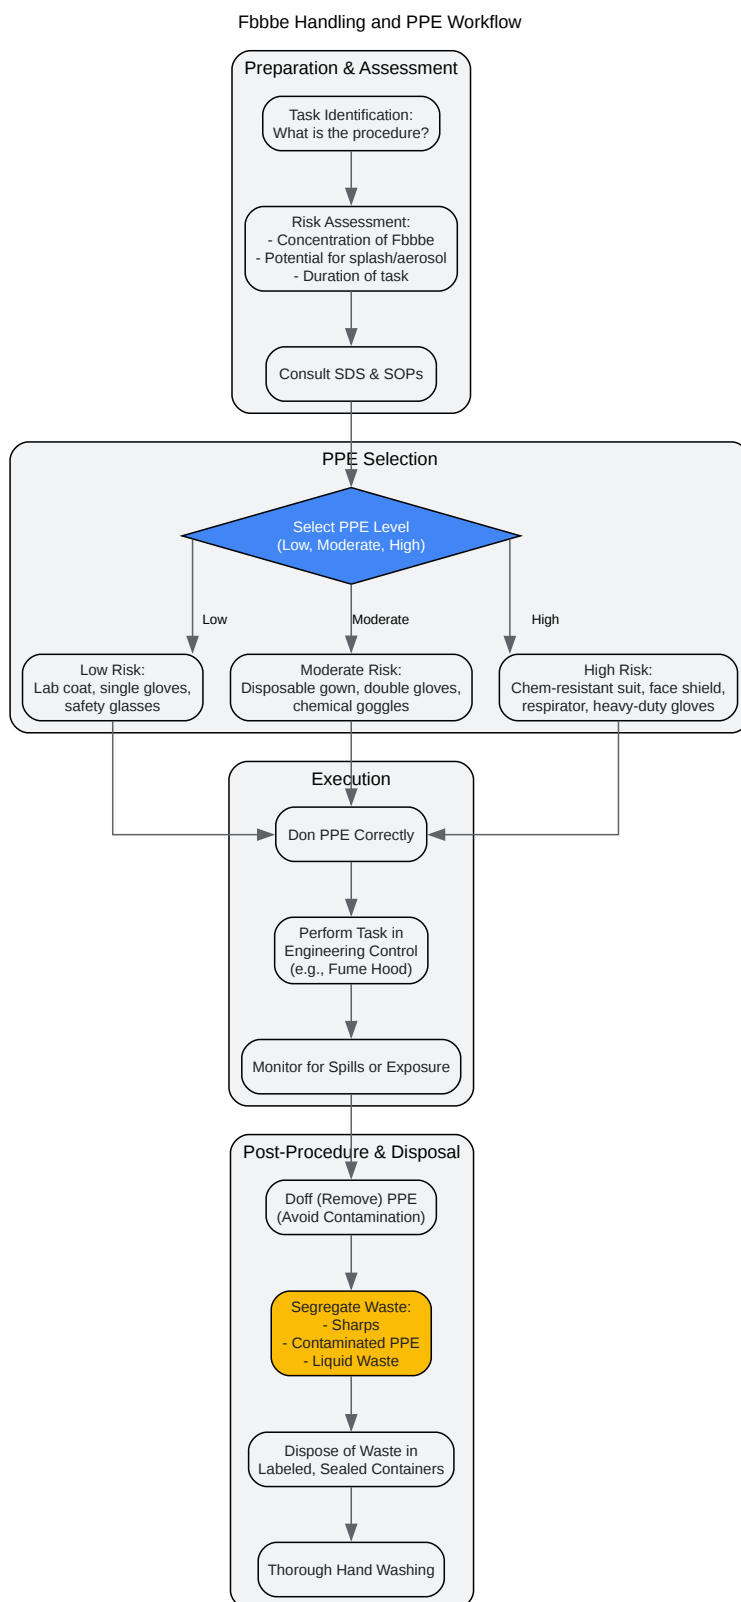 Fbbbe Handling and PPE Workflow
Preparation & Assessment
Task Identification:
What is the procedure?
Risk Assessment:
- Concentration of Fbbbe
- Potential for splash/aerosol
- Duration of task
Consult SDS & SOPs
PPE Selection
Select PPE Level
(Low, Moderate, High)
Low
Moderate
High
Low Risk:
Lab coat, single gloves,
safety glasses
Moderate Risk:
Disposable gown, double gloves,
chemical goggles
High Risk:
Chem-resistant suit, face shield,
respirator, heavy-duty gloves
Execution
Don PPE Correctly
Perform Task in
Engineering Control
(e.g., Fume Hood)
Monitor for Spills or Exposure
Post-Procedure & Disposal
Doff (Remove) PPE
(Avoid Contamination)
Segregate Waste:
- Sharps
- Contaminated PPE
- Liquid Waste
Dispose of Waste in
Labeled, Sealed Containers
Thorough Hand Washing